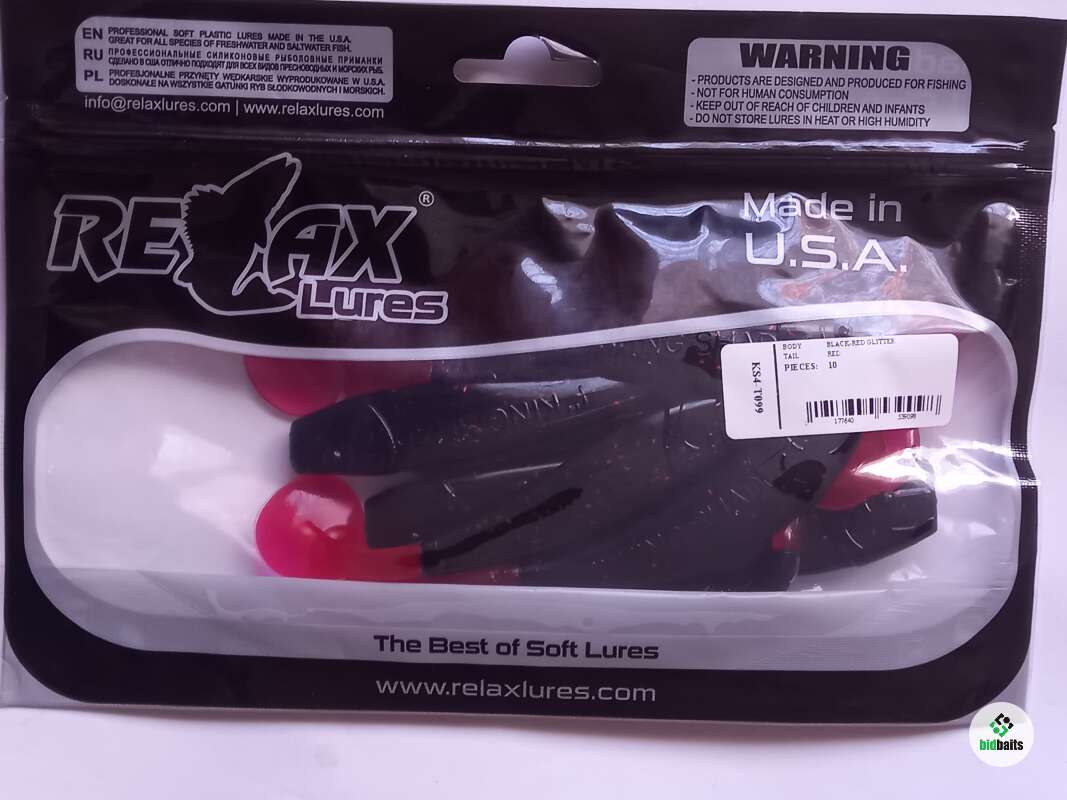 EN PROFESSIONAL SOFT PLASTIC LURES MADE IN THE U.S.A.
GREAT FOR ALL SPECIES OF FRESHWATER AND SALTWATER FISH.
RU ПРОФЕССИОНАЛЬНЫЕ СИЛИКОНОВЫЕ РЫБОЛОВНЫЕ ПРИМАНКИ
СДЕЛАНО В США ОТЛИЧНО ПОДХОДЯТ ДЛЯ ВСЕХ ВИДОВ ПРЕСНОВОДНЫХ И МОРСКИХ РЫБ.
PL PROFESJONALNE PRZYNĘTY WĘDKARSKIE WYPRODUKOWANE W U.S.A.
DOSKONAŁE NA WSZYSTKIE GATUNKI RYB SŁODKOWODNYCH I MORSKICH.
info@relaxlures.com | www.relaxlures.com
WARNING
- PRODUCTS ARE DESIGNED AND PRODUCED FOR FISHING
- NOT FOR HUMAN CONSUMPTION
- KEEP OUT OF REACH OF CHILDREN AND INFANTS
- DO NOT STORE LURES IN HEAT OR HIGH HUMIDITY
RELAX®
Lures
Made in
U.S.A.
KS4-T099
BODY BLACK-RED GLITTER
TAIL RED
PIECES: 10
177640
KING
The Best of Soft Lures
www.relaxlures.com
bidbaits